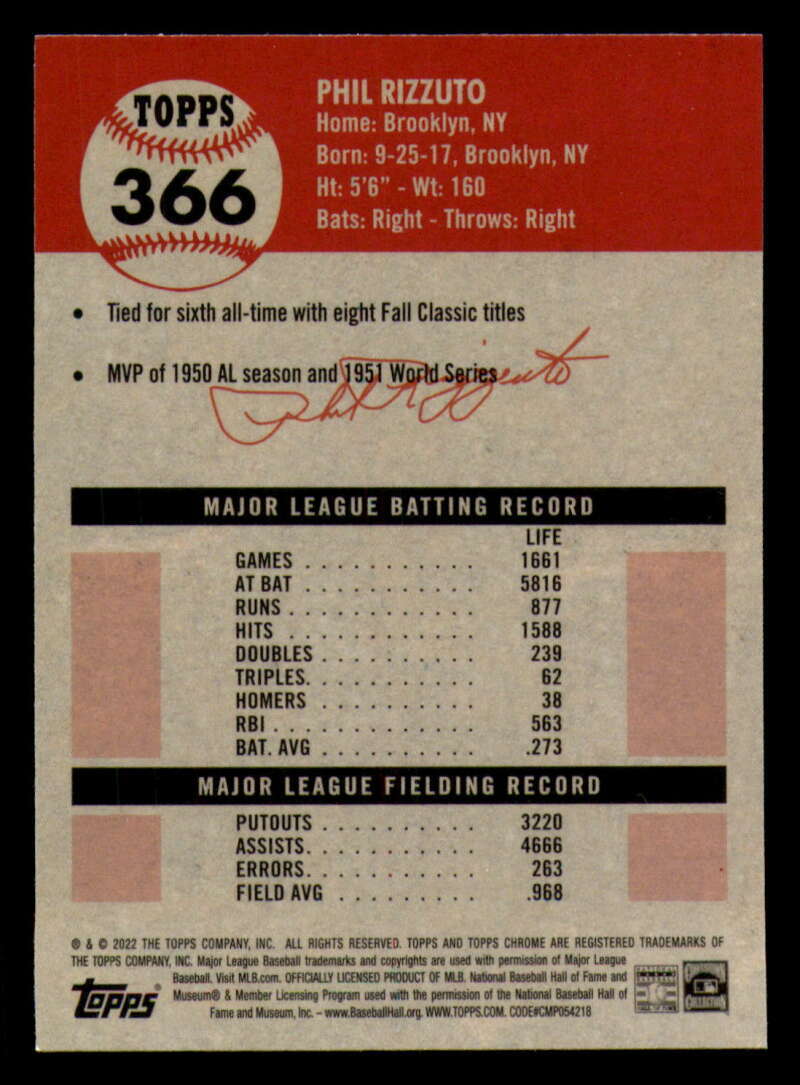 TOPPS
366
PHIL RIZZUTO
Home: Brooklyn, NY
Born: 9-25-17, Brooklyn, NY
Ht: 5'6" - Wt: 160
Bats: Right - Throws: Right
• Tied for sixth all-time with eight Fall Classic titles
• MVP of 1950 AL season and 1951 World Series
Phil Rizzuto
MAJOR LEAGUE BATTING RECORD
LIFE
GAMES . . . . . . . . . . . 1661
AT BAT . . . . . . . . . . . 5816
RUNS . . . . . . . . . . . . 877
HITS . . . . . . . . . . . . 1588
DOUBLES . . . . . . . . . . 239
TRIPLES. . . . . . . . . . . 62
HOMERS . . . . . . . . . . . 38
RBI . . . . . . . . . . . . . 563
BAT. AVG . . . . . . . . . . .273
MAJOR LEAGUE FIELDING RECORD
PUTOUTS . . . . . . . . . . 3220
ASSISTS. . . . . . . . . . . 4666
ERRORS. . . . . . . . . . . 263
FIELD AVG . . . . . . . . . .968
® & © 2022 THE TOPPS COMPANY, INC. ALL RIGHTS RESERVED. TOPPS AND TOPPS CHROME ARE REGISTERED TRADEMARKS OF
THE TOPPS COMPANY, INC. Major League Baseball trademarks and copyrights are used with permission of Major League
Baseball. Visit MLB.com. OFFICIALLY LICENSED PRODUCT OF MLB. National Baseball Hall of Fame and
Museum® & Member Licensing Program used with the permission of the National Baseball Hall of
Fame and Museum, Inc. – www.BaseballHall.org. WWW.TOPPS.COM. CODE#CMP054218
Topps®